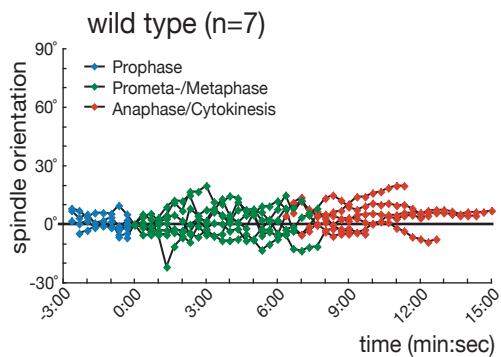 wild type (n=7)
90°
60°
30°
0°
-30°
spindle orientation
Prophase
Prometa-/Metaphase
Anaphase/Cytokinesis
-3:00
0:00
3:00
6:00
9:00
12:00
15:00
time (min:sec)